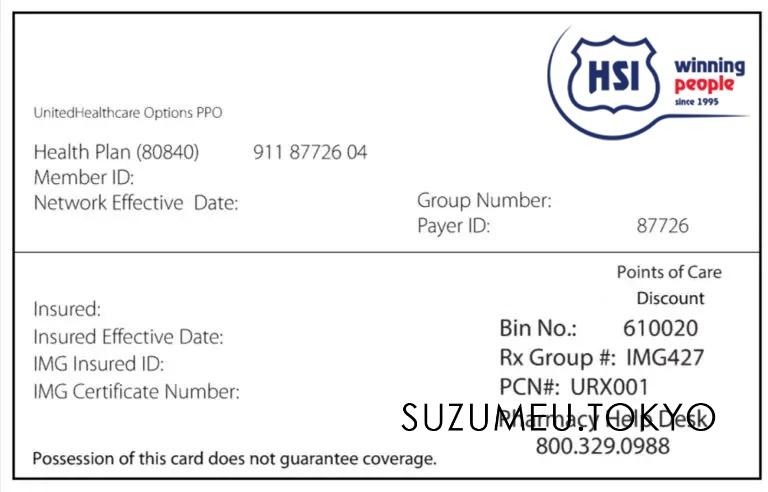 HSI
winning
people
since 1995
UnitedHealthcare Options PPO
Health Plan (80840) 911 87726 04
Member ID:
Network Effective Date:
Group Number:
Payer ID: 87726
Points of Care
Discount
Insured:
Insured Effective Date:
IMG Insured ID:
IMG Certificate Number:
Bin No.: 610020
Rx Group #: IMG427
PCN#: URX001
Pharmacy Help Desk
SUZUMEU.TOKYO
800.329.0988
Possession of this card does not guarantee coverage.